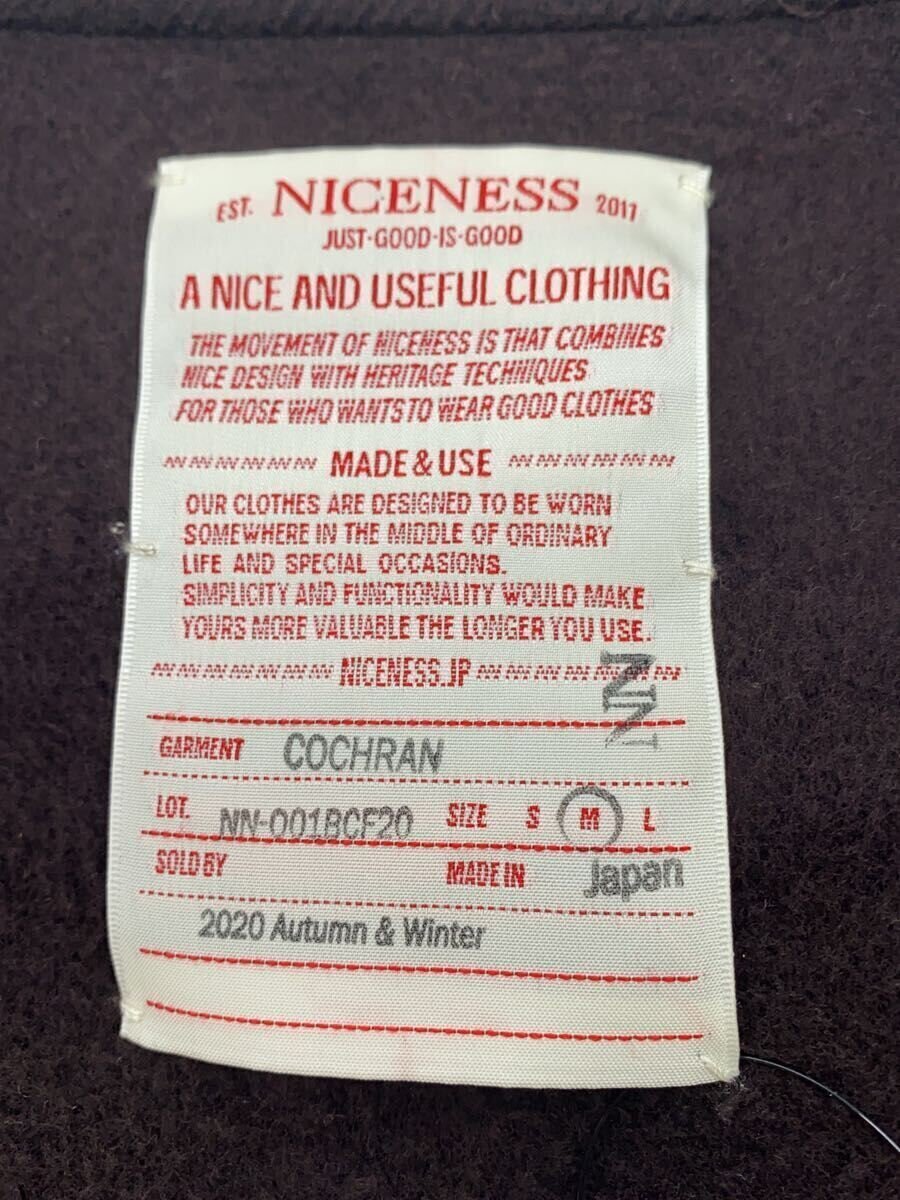 EST. NICENESS 2017
JUST·GOOD·IS·GOOD
A NICE AND USEFUL CLOTHING
THE MOVEMENT OF NICENESS IS THAT COMBINES
NICE DESIGN WITH HERITAGE TECHNIQUES
FOR THOSE WHO WANTS TO WEAR GOOD CLOTHES
MADE & USE
OUR CLOTHES ARE DESIGNED TO BE WORN
SOMEWHERE IN THE MIDDLE OF ORDINARY
LIFE AND SPECIAL OCCASIONS.
SIMPLICITY AND FUNCTIONALITY WOULD MAKE
YOURS MORE VALUABLE THE LONGER YOU USE.
NICENESS.JP
NN
GARMENT COCHRAN
LOT. NN-001BCF20 SIZE S M L
SOLD BY MADE IN Japan
2020 Autumn & Winter